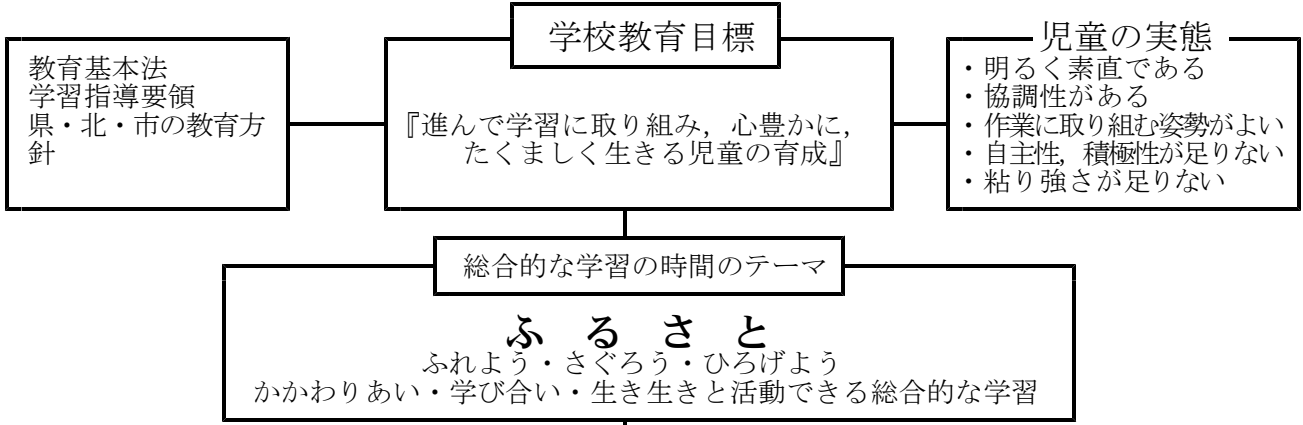 教育基本法
学習指導要領
県・北・市の教育方
針
学校教育目標
『進んで学習に取り組み，心豊かに，
たくましく生きる児童の育成』
児童の実態
・明るく素直である
・協調性がある
・作業に取り組む姿勢がよい
・自主性，積極性が足りない
・粘り強さが足りない
総合的な学習の時間のテーマ
ふ る さ と
ふれよう・さぐろう・ひろげよう
かかわりあい・学び合い・生き生きと活動できる総合的な学習